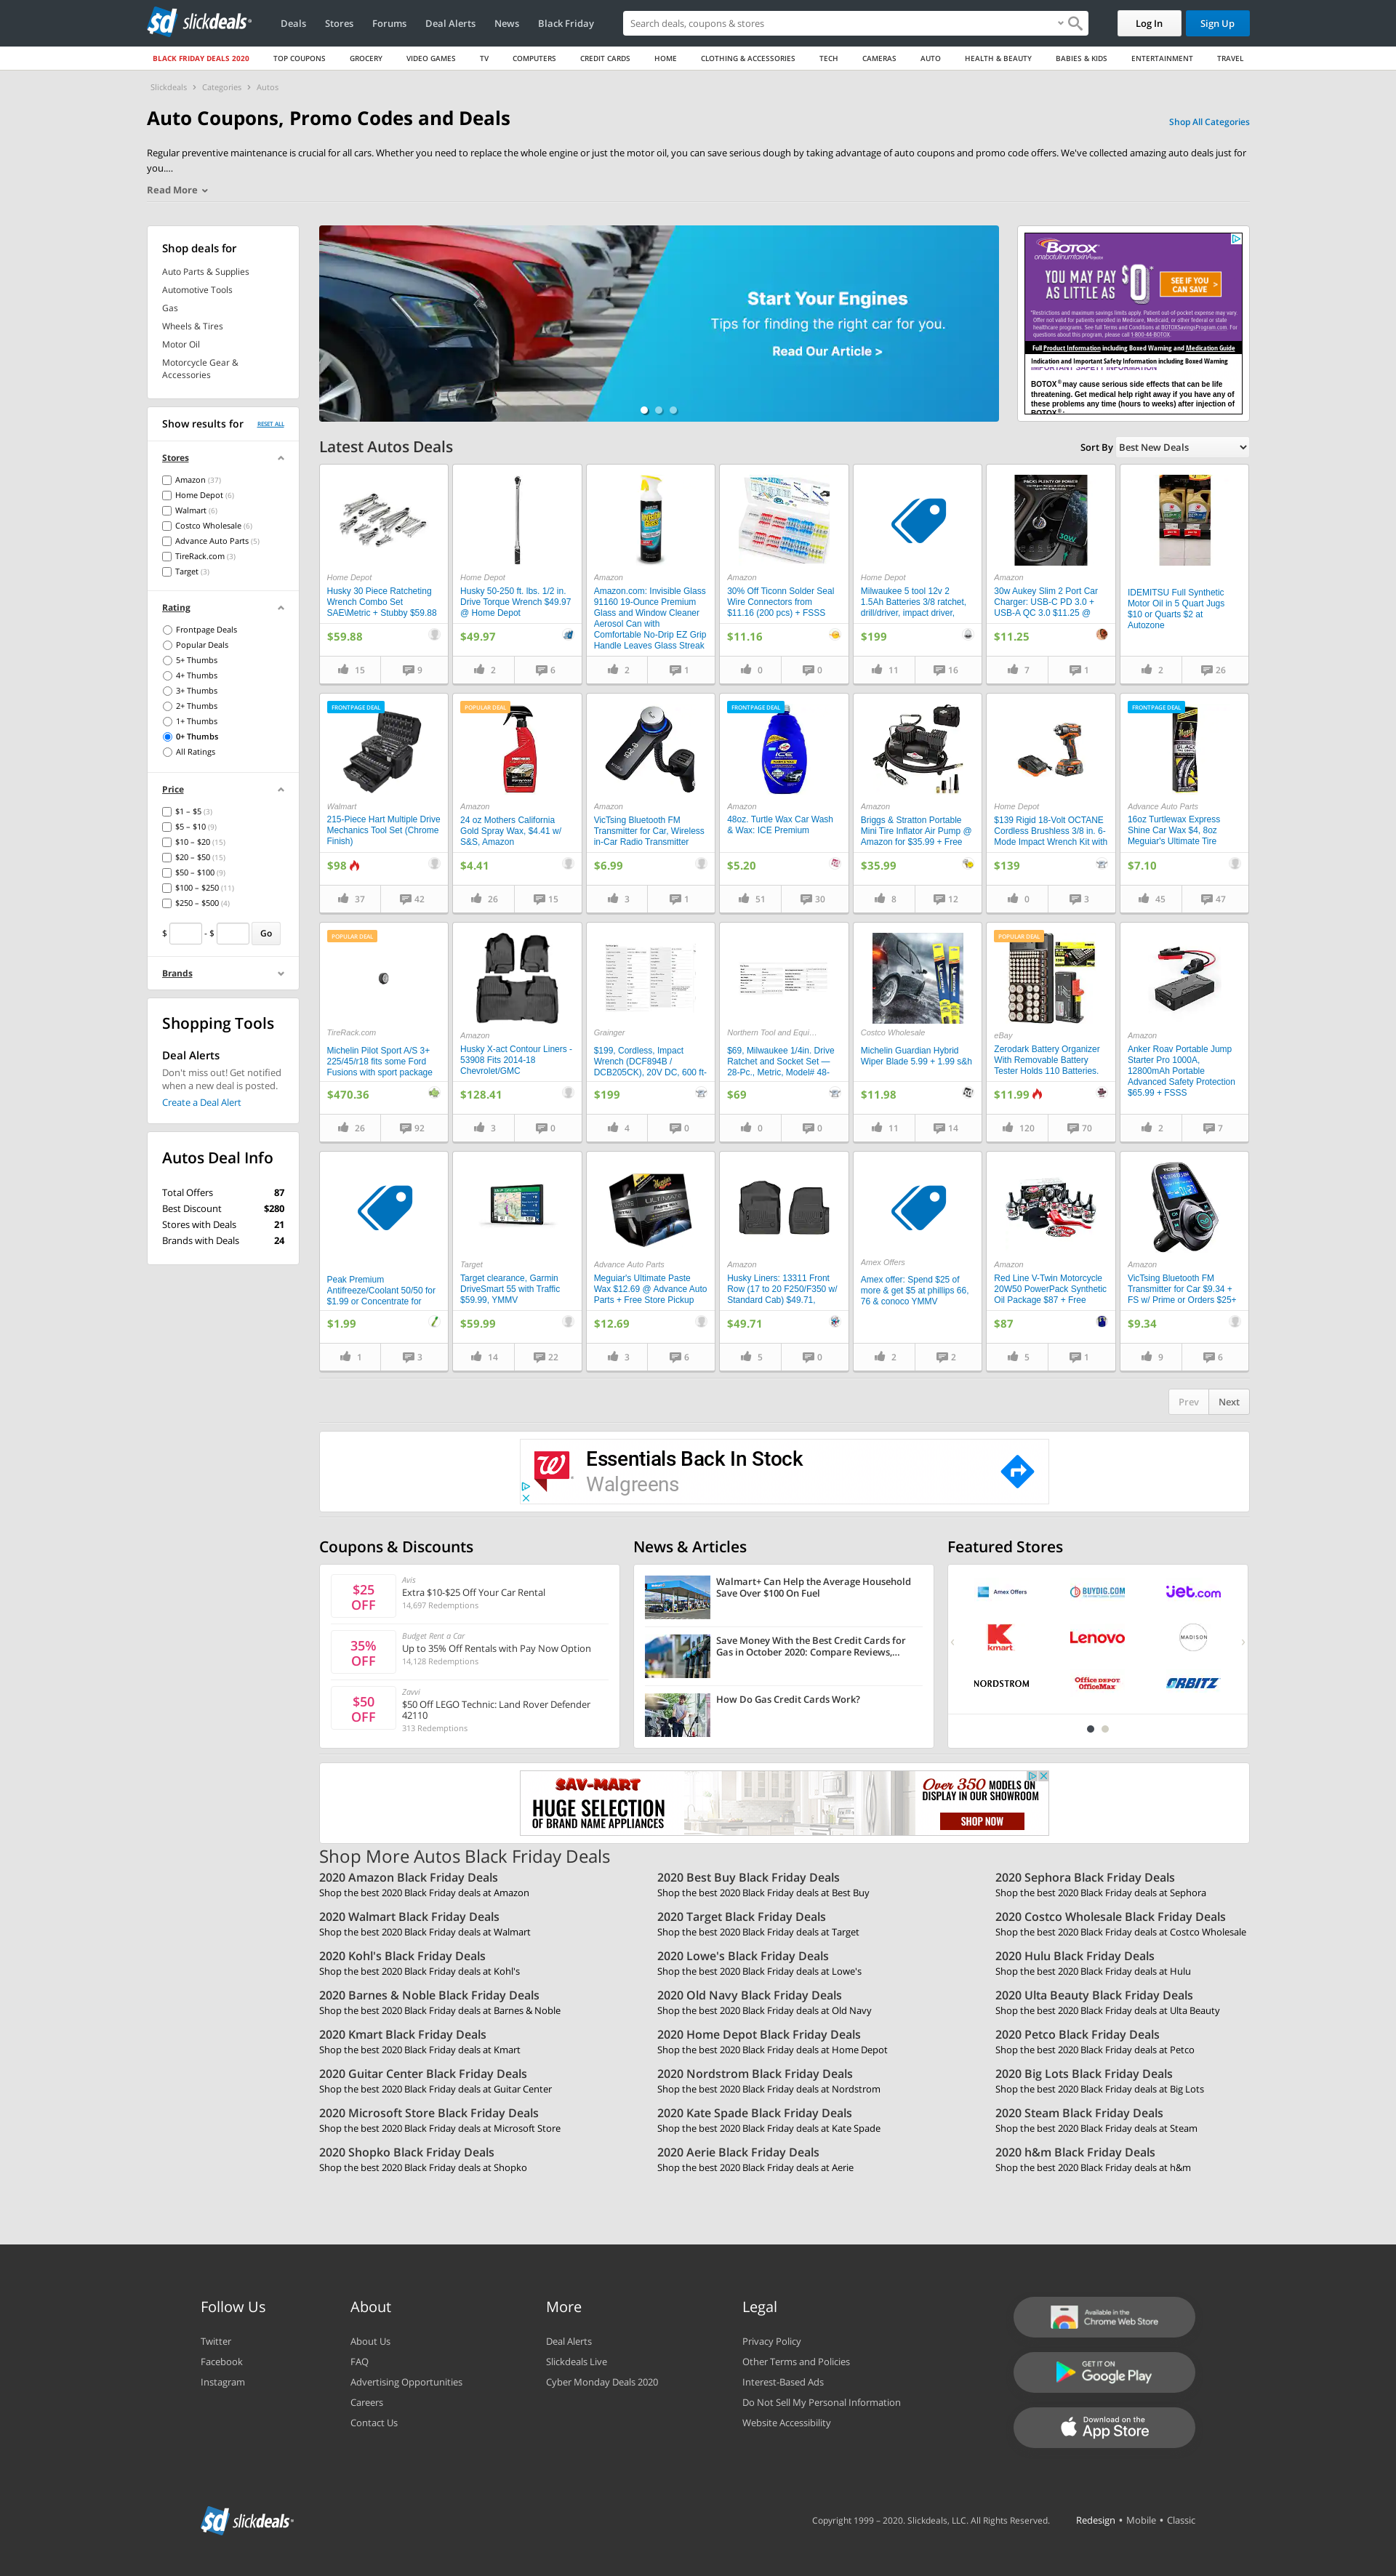 slickdeals
Deals Stores Forums Deal Alerts News Black Friday
Search deals, coupons & stores
Log In
Sign Up
BLACK FRIDAY DEALS 2020 TOP COUPONS GROCERY VIDEO GAMES TV COMPUTERS CREDIT CARDS HOME CLOTHING & ACCESSORIES TECH CAMERAS AUTO HEALTH & BEAUTY BABIES & KIDS ENTERTAINMENT TRAVEL
Slickdeals > Categories > Autos
Auto Coupons, Promo Codes and Deals
Shop All Categories
Regular preventive maintenance is crucial for all cars. Whether you need to replace the whole engine or just the motor oil, you can save serious dough by taking advantage of auto coupons and promo code offers. We've collected amazing auto deals just for
you....
Read More
Shop deals for
Auto Parts & Supplies
Automotive Tools
Gas
Wheels & Tires
Motor Oil
Motorcycle Gear &
Accessories
Show results for RESET ALL
Stores
Amazon (37)
Home Depot (6)
Walmart (6)
Costco Wholesale (6)
Advance Auto Parts (5)
TireRack.com (3)
Target (3)
Rating
Frontpage Deals
Popular Deals
5+ Thumbs
4+ Thumbs
3+ Thumbs
2+ Thumbs
1+ Thumbs
0+ Thumbs
All Ratings
Price
$1 – $5 (3)
$5 – $10 (9)
$10 – $20 (15)
$20 – $50 (15)
$50 – $100 (9)
$100 – $250 (11)
$250 – $500 (4)
$ - $ Go
Brands
Shopping Tools
Deal Alerts
Don't miss out! Get notified
when a new deal is posted.
Create a Deal Alert
Autos Deal Info
Total Offers 87
Best Discount $280
Stores with Deals 21
Brands with Deals 24
Start Your Engines
Tips for finding the right car for you.
Read Our Article >
BOTOX
onabotulinumtoxinA
YOU MAY PAY
AS LITTLE AS $0
SEE IF YOU
CAN SAVE >
*Restrictions and maximum savings limits apply. Patient out-of-pocket expense may vary.
Offer not valid for patients enrolled in Medicare, Medicaid, or other federal or state
healthcare programs. See full Terms and Conditions at BOTOXSavingsProgram.com. For
questions about this program, please call 1-800-44-BOTOX.
Full Product Information including Boxed Warning and Medication Guide
Indication and Important Safety Information including Boxed Warning
IMPORTANT SAFETY INFORMATION
BOTOX® may cause serious side effects that can be life
threatening. Get medical help right away if you have any of
these problems any time (hours to weeks) after injection of
BOTOX®:
Latest Autos Deals
Sort By Best New Deals
Home Depot
Husky 30 Piece Ratcheting
Wrench Combo Set
SAE\Metric + Stubby $59.88
$59.88
15 9
Home Depot
Husky 50-250 ft. lbs. 1/2 in.
Drive Torque Wrench $49.97
@ Home Depot
$49.97
2 6
Amazon
Amazon.com: Invisible Glass
91160 19-Ounce Premium
Glass and Window Cleaner
Aerosol Can with
Comfortable No-Drip EZ Grip
Handle Leaves Glass Streak
2 1
Amazon
30% Off Ticonn Solder Seal
Wire Connectors from
$11.16 (200 pcs) + FSSS
$11.16
0 0
Home Depot
Milwaukee 5 tool 12v 2
1.5Ah Batteries 3/8 ratchet,
drill/driver, impact driver,
$199
11 16
PACKS PLENTY OF POWER
30W
Amazon
30w Aukey Slim 2 Port Car
Charger: USB-C PD 3.0 +
USB-A QC 3.0 $11.25 @
$11.25
7 1
IDEMITSU Full Synthetic
Motor Oil in 5 Quart Jugs
$10 or Quarts $2 at
Autozone
2 26
FRONTPAGE DEAL
Walmart
215-Piece Hart Multiple Drive
Mechanics Tool Set (Chrome
Finish)
$98
37 42
POPULAR DEAL
Amazon
24 oz Mothers California
Gold Spray Wax, $4.41 w/
S&S, Amazon
$4.41
26 15
Amazon
VicTsing Bluetooth FM
Transmitter for Car, Wireless
in-Car Radio Transmitter
$6.99
3 1
FRONTPAGE DEAL
ICE
Amazon
48oz. Turtle Wax Car Wash
& Wax: ICE Premium
$5.20
51 30
Amazon
Briggs & Stratton Portable
Mini Tire Inflator Air Pump @
Amazon for $35.99 + Free
$35.99
8 12
Home Depot
$139 Rigid 18-Volt OCTANE
Cordless Brushless 3/8 in. 6-
Mode Impact Wrench Kit with
$139
0 3
FRONTPAGE DEAL
Advance Auto Parts
16oz Turtlewax Express
Shine Car Wax $4, 8oz
Meguiar's Ultimate Tire
$7.10
45 47
POPULAR DEAL
TireRack.com
Michelin Pilot Sport A/S 3+
225/45/r18 fits some Ford
Fusions with sport package
$470.36
26 92
Amazon
Husky X-act Contour Liners -
53908 Fits 2014-18
Chevrolet/GMC
$128.41
3 0
Grainger
$199, Cordless, Impact
Wrench (DCF894B /
DCB205CK), 20V DC, 600 ft-
$199
4 0
Northern Tool and Equi...
$69, Milwaukee 1/4in. Drive
Ratchet and Socket Set —
28-Pc., Metric, Model# 48-
$69
0 0
Costco Wholesale
Michelin Guardian Hybrid
Wiper Blade 5.99 + 1.99 s&h
$11.98
11 14
POPULAR DEAL
eBay
Zerodark Battery Organizer
With Removable Battery
Tester Holds 110 Batteries.
$11.99
120 70
Amazon
Anker Roav Portable Jump
Starter Pro 1000A,
12800mAh Portable
Advanced Safety Protection
$65.99 + FSSS
2 7
Peak Premium
Antifreeze/Coolant 50/50 for
$1.99 or Concentrate for
$1.99
1 3
Target
Target clearance, Garmin
DriveSmart 55 with Traffic
$59.99, YMMV
$59.99
14 22
Advance Auto Parts
Meguiar's Ultimate Paste
Wax $12.69 @ Advance Auto
Parts + Free Store Pickup
$12.69
3 6
Amazon
Husky Liners: 13311 Front
Row (17 to 20 F250/F350 w/
Standard Cab) $49.71,
$49.71
5 0
Amex Offers
Amex offer: Spend $25 of
more & get $5 at phillips 66,
76 & conoco YMMV
2 2
Amazon
Red Line V-Twin Motorcycle
20W50 PowerPack Synthetic
Oil Package $87 + Free
$87
5 1
Amazon
VicTsing Bluetooth FM
Transmitter for Car $9.34 +
FS w/ Prime or Orders $25+
$9.34
9 6
Prev Next
Essentials Back In Stock
Walgreens
Coupons & Discounts
$25
OFF
Avis
Extra $10-$25 Off Your Car Rental
14,697 Redemptions
35%
OFF
Budget Rent a Car
Up to 35% Off Rentals with Pay Now Option
14,128 Redemptions
$50
OFF
Zavvi
$50 Off LEGO Technic: Land Rover Defender
42110
313 Redemptions
News & Articles
Walmart+ Can Help the Average Household
Save Over $100 On Fuel
Save Money With the Best Credit Cards for
Gas in October 2020: Compare Reviews,...
How Do Gas Credit Cards Work?
Featured Stores
Amex Offers BUYDIG.COM Jet.com
Kmart Lenovo MADISON
NORDSTROM Office DEPOT OfficeMax ORBITZ
SAV-MART
HUGE SELECTION
OF BRAND NAME APPLIANCES
Over 350 MODELS ON
DISPLAY IN OUR SHOWROOM
SHOP NOW
Shop More Autos Black Friday Deals
2020 Amazon Black Friday Deals
Shop the best 2020 Black Friday deals at Amazon
2020 Best Buy Black Friday Deals
Shop the best 2020 Black Friday deals at Best Buy
2020 Sephora Black Friday Deals
Shop the best 2020 Black Friday deals at Sephora
2020 Walmart Black Friday Deals
Shop the best 2020 Black Friday deals at Walmart
2020 Target Black Friday Deals
Shop the best 2020 Black Friday deals at Target
2020 Costco Wholesale Black Friday Deals
Shop the best 2020 Black Friday deals at Costco Wholesale
2020 Kohl's Black Friday Deals
Shop the best 2020 Black Friday deals at Kohl's
2020 Lowe's Black Friday Deals
Shop the best 2020 Black Friday deals at Lowe's
2020 Hulu Black Friday Deals
Shop the best 2020 Black Friday deals at Hulu
2020 Barnes & Noble Black Friday Deals
Shop the best 2020 Black Friday deals at Barnes & Noble
2020 Old Navy Black Friday Deals
Shop the best 2020 Black Friday deals at Old Navy
2020 Ulta Beauty Black Friday Deals
Shop the best 2020 Black Friday deals at Ulta Beauty
2020 Kmart Black Friday Deals
Shop the best 2020 Black Friday deals at Kmart
2020 Home Depot Black Friday Deals
Shop the best 2020 Black Friday deals at Home Depot
2020 Petco Black Friday Deals
Shop the best 2020 Black Friday deals at Petco
2020 Guitar Center Black Friday Deals
Shop the best 2020 Black Friday deals at Guitar Center
2020 Nordstrom Black Friday Deals
Shop the best 2020 Black Friday deals at Nordstrom
2020 Big Lots Black Friday Deals
Shop the best 2020 Black Friday deals at Big Lots
2020 Microsoft Store Black Friday Deals
Shop the best 2020 Black Friday deals at Microsoft Store
2020 Kate Spade Black Friday Deals
Shop the best 2020 Black Friday deals at Kate Spade
2020 Steam Black Friday Deals
Shop the best 2020 Black Friday deals at Steam
2020 Shopko Black Friday Deals
Shop the best 2020 Black Friday deals at Shopko
2020 Aerie Black Friday Deals
Shop the best 2020 Black Friday deals at Aerie
2020 h&m Black Friday Deals
Shop the best 2020 Black Friday deals at h&m
Follow Us
Twitter
Facebook
Instagram
About
About Us
FAQ
Advertising Opportunities
Careers
Contact Us
More
Deal Alerts
Slickdeals Live
Cyber Monday Deals 2020
Legal
Privacy Policy
Other Terms and Policies
Interest-Based Ads
Do Not Sell My Personal Information
Website Accessibility
Available in the
Chrome Web Store
GET IT ON
Google Play
Download on the
App Store
slickdeals
Copyright 1999 – 2020. Slickdeals, LLC. All Rights Reserved.
Redesign • Mobile • Classic